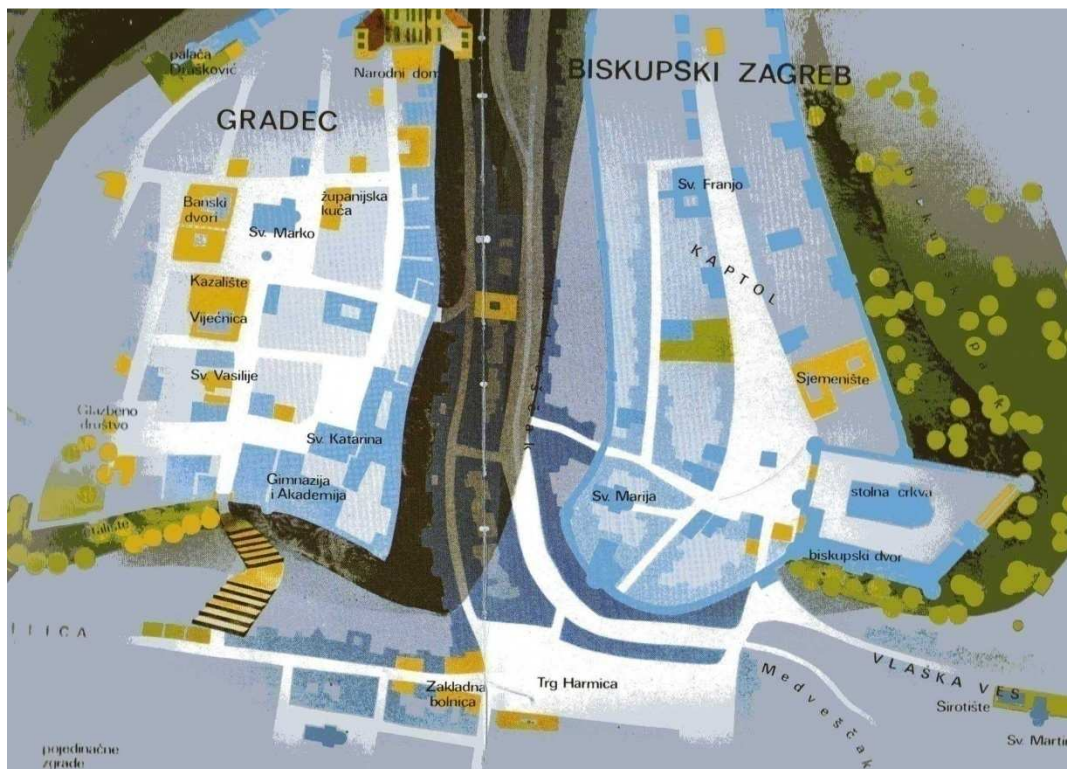 palača
Drašković
Narodni dom
BISKUPSKI ZAGREB
GRADEC
Banski
dvori
županijska
kuća
Sv. Marko
Sv. Franjo
KAPTOL
Kazalište
Vijećnica
Sv. Vasilije
Sjemenište
Glazbeno
društvo
Sv. Katarina
Gimnazija
i Akademija
Sv. Marija
stolna crkva
biskupski dvor
VLAŠKA VES
Medveščak
Zakladna
bolnica
Trg Harmica
Sirotište
Sv. Martin
pojedinačne
zgrade